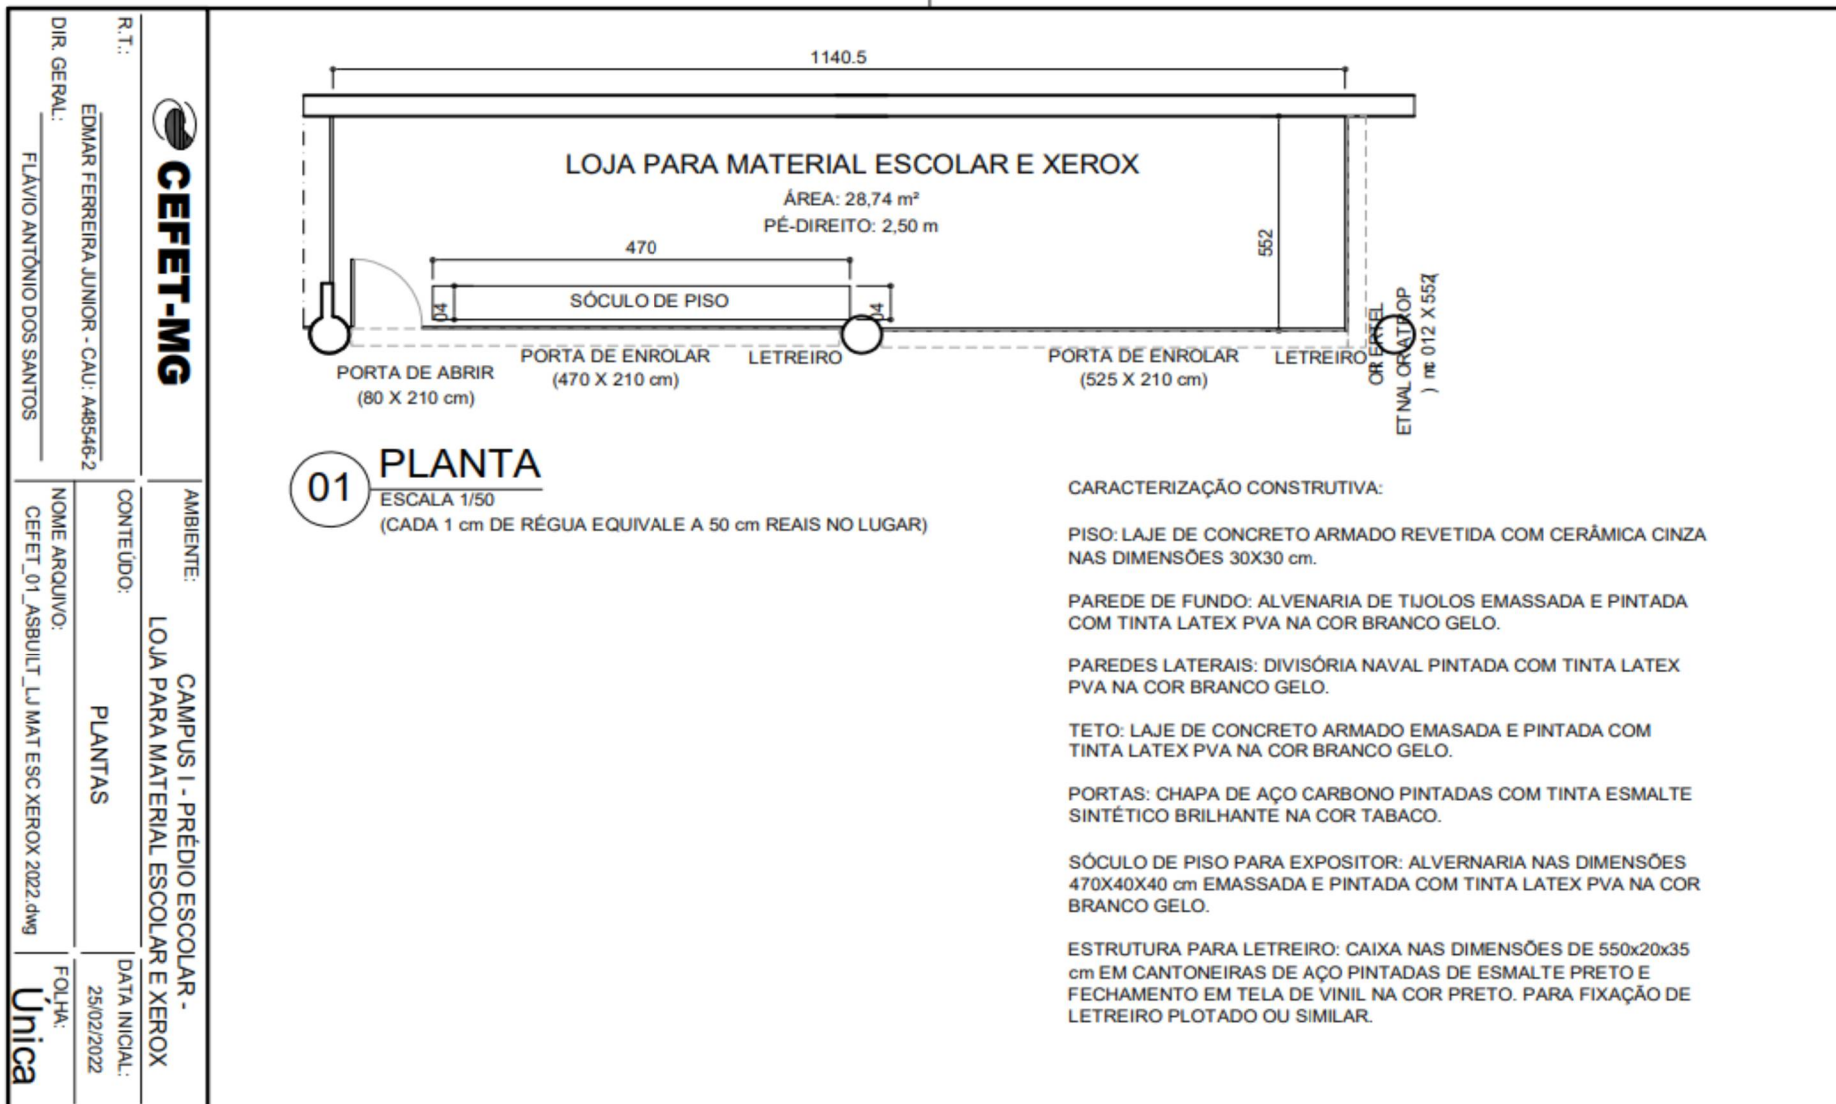 1140.5
LOJA PARA MATERIAL ESCOLAR E XEROX
ÁREA: 28,74 m²
PÉ-DIREITO: 2,50 m
470
552
SÓCULO DE PISO
04
04
PORTA DE ABRIR
(80 X 210 cm)
PORTA DE ENROLAR
(470 X 210 cm)
LETREIRO
PORTA DE ENROLAR
(525 X 210 cm)
LETREIRO
01
PLANTA
ESCALA 1/50
(CADA 1 cm DE RÉGUA EQUIVALE A 50 cm REAIS NO LUGAR)
CARACTERIZAÇÃO CONSTRUTIVA:
PISO: LAJE DE CONCRETO ARMADO REVETIDA COM CERÂMICA CINZA
NAS DIMENSÕES 30X30 cm.
PAREDE DE FUNDO: ALVENARIA DE TIJOLOS EMASSADA E PINTADA
COM TINTA LATEX PVA NA COR BRANCO GELO.
PAREDES LATERAIS: DIVISÓRIA NAVAL PINTADA COM TINTA LATEX
PVA NA COR BRANCO GELO.
TETO: LAJE DE CONCRETO ARMADO EMASADA E PINTADA COM
TINTA LATEX PVA NA COR BRANCO GELO.
PORTAS: CHAPA DE AÇO CARBONO PINTADAS COM TINTA ESMALTE
SINTÉTICO BRILHANTE NA COR TABACO.
SÓCULO DE PISO PARA EXPOSITOR: ALVERNARIA NAS DIMENSÕES
470X40X40 cm EMASSADA E PINTADA COM TINTA LATEX PVA NA COR
BRANCO GELO.
ESTRUTURA PARA LETREIRO: CAIXA NAS DIMENSÕES DE 550x20x35
cm EM CANTONEIRAS DE AÇO PINTADAS DE ESMALTE PRETO E
FECHAMENTO EM TELA DE VINIL NA COR PRETO. PARA FIXAÇÃO DE
LETREIRO PLOTADO OU SIMILAR.
CEFET-MG
R.T.:
EDMAR FERREIRA JUNIOR - CAU: A48546-2
DIR. GERAL:
FLÁVIO ANTÔNIO DOS SANTOS
AMBIENTE:
CAMPUS I - PRÉDIO ESCOLAR -
LOJA PARA MATERIAL ESCOLAR E XEROX
CONTEÚDO:
PLANTAS
DATA INICIAL:
25/02/2022
NOME ARQUIVO:
CEFET_01_ASBUILT_LJ MAT ESC XEROX 2022.dwg
FOLHA:
Única